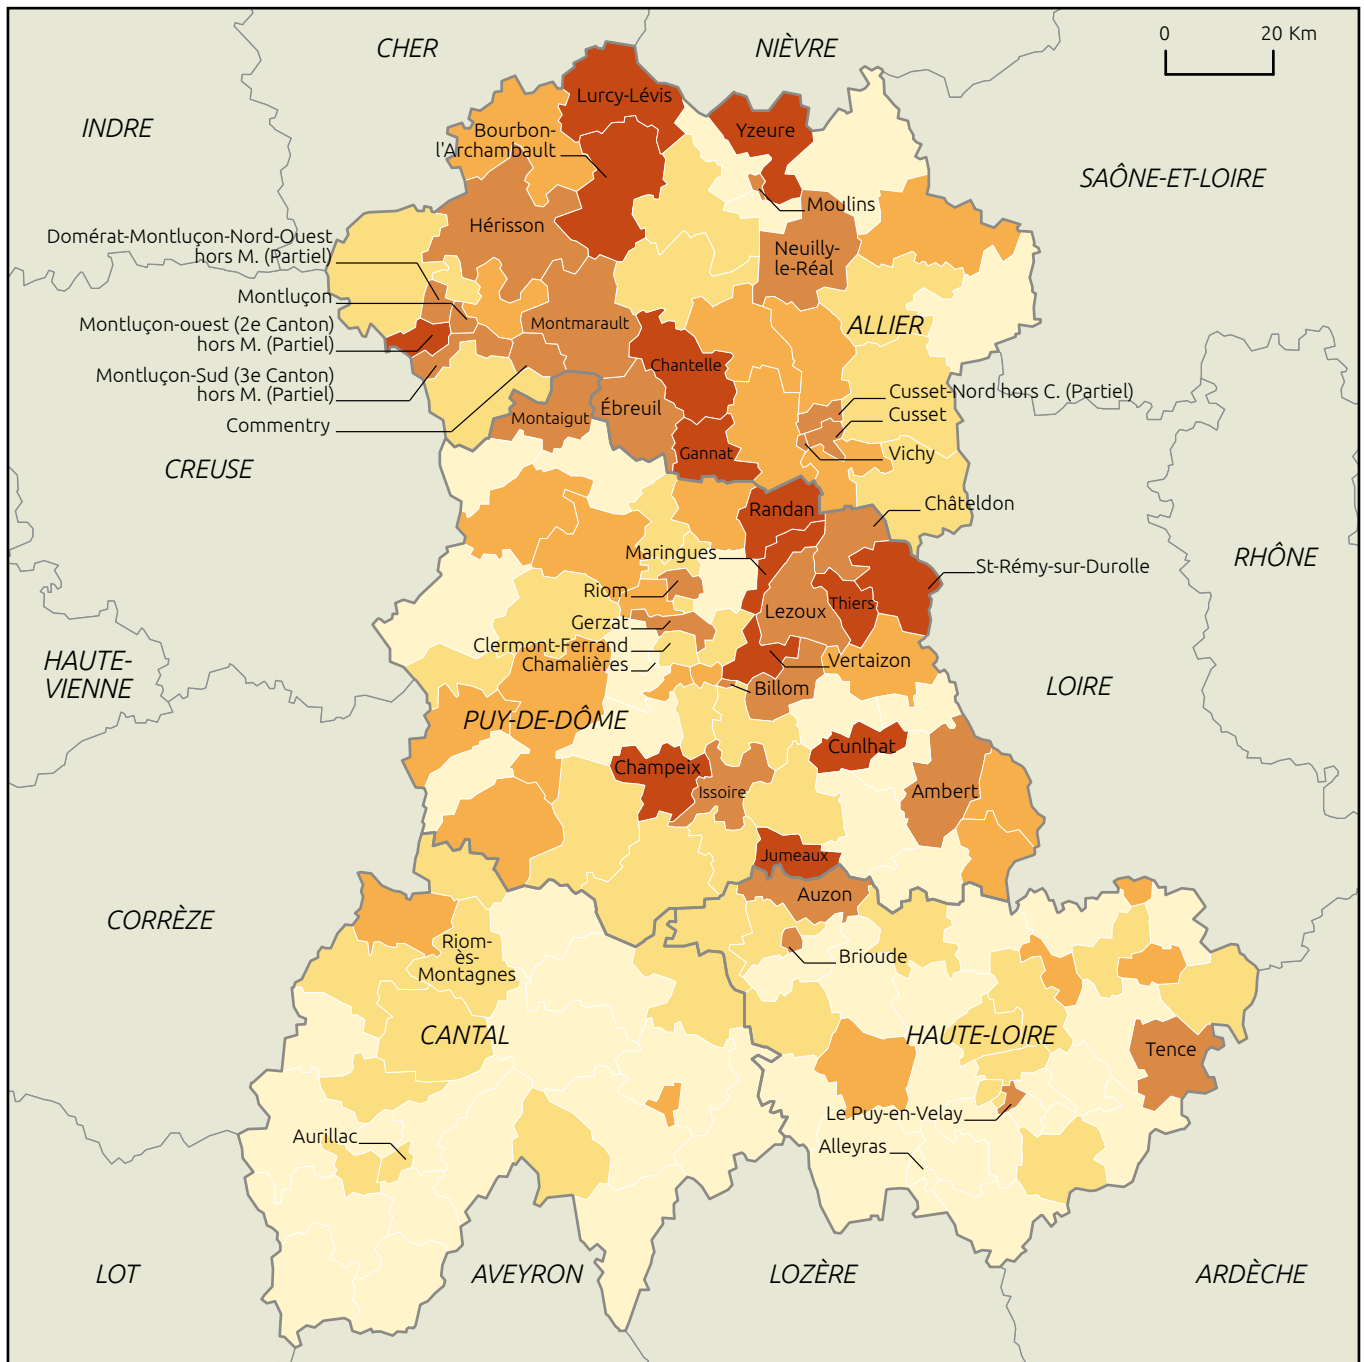 CHER
NIÈVRE
0
20 Km
INDRE
SAÔNE-ET-LOIRE
Lurcy-Lévis
Bourbon-
l'Archambault
Yzeure
Moulins
Hérisson
Neuilly-
le-Réal
Domérat-Montluçon-Nord-Ouest
hors M. (Partiel)
Montluçon
Montluçon-ouest (2e Canton)
hors M. (Partiel)
Montluçon-Sud (3e Canton)
hors M. (Partiel)
Commentry
Montmarault
ALLIER
Chantelle
Cusset-Nord hors C. (Partiel)
Cusset
Vichy
Ébreuil
Montaigut
Gannat
CREUSE
Châteldon
Randan
Maringues
St-Rémy-sur-Durolle
RHÔNE
Riom
Lezoux
Thiers
Gerzat
Clermont-Ferrand
Chamalières
Vertaizon
HAUTE-
VIENNE
Billom
LOIRE
PUY-DE-DÔME
Cunlhat
Champeix
Issoire
Ambert
Jumeaux
Auzon
CORRÈZE
Riom-
ès-
Montagnes
Brioude
CANTAL
HAUTE-LOIRE
Tence
Le Puy-en-Velay
Aurillac
Alleyras
LOT
AVEYRON
LOZÈRE
ARDÈCHE